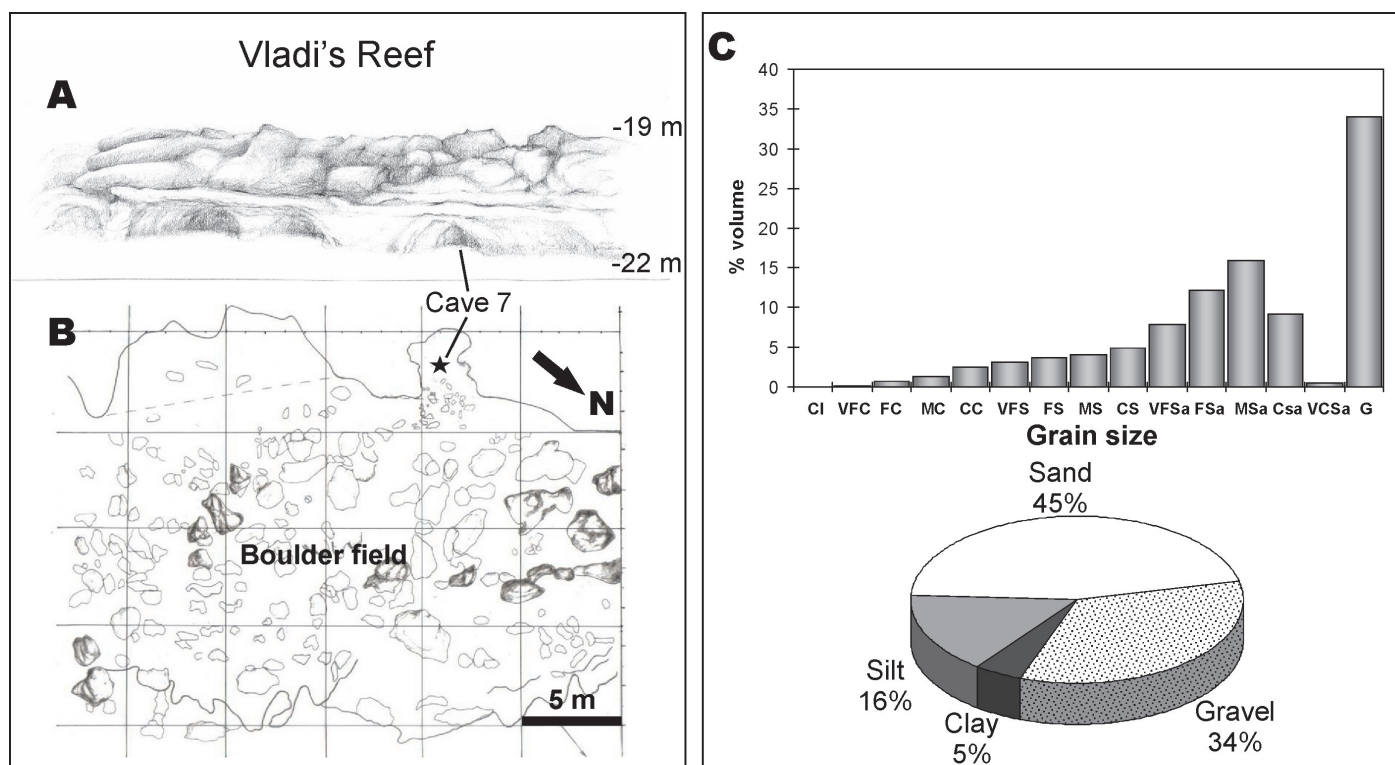 Vladi's Reef
A
-19 m
-22 m
Cave 7
B
N
Boulder field
5 m
C
% volume
40
35
30
25
20
15
10
5
0
CI VFC FC MC CC VFS FS MS CS VFSa FSa MSa Csa VCSa G
Grain size
Sand
45%
Silt
16%
Clay
5%
Gravel
34%